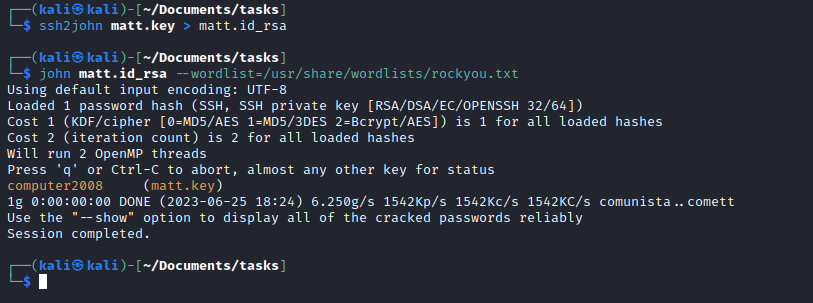 ┌──(kali㉿kali)-[~/Documents/tasks]
└─$ ssh2john matt.key > matt.id_rsa
┌──(kali㉿kali)-[~/Documents/tasks]
└─$ john matt.id_rsa --wordlist=/usr/share/wordlists/rockyou.txt
Using default input encoding: UTF-8
Loaded 1 password hash (SSH, SSH private key [RSA/DSA/EC/OPENSSH 32/64])
Cost 1 (KDF/cipher [0=MD5/AES 1=MD5/3DES 2=Bcrypt/AES]) is 1 for all loaded hashes
Cost 2 (iteration count) is 2 for all loaded hashes
Will run 2 OpenMP threads
Press 'q' or Ctrl-C to abort, almost any other key for status
computer2008     (matt.key)
1g 0:00:00:00 DONE (2023-06-25 18:24) 6.250g/s 1542Kp/s 1542Kc/s 1542KC/s comunista..comett
Use the "--show" option to display all of the cracked passwords reliably
Session completed.
┌──(kali㉿kali)-[~/Documents/tasks]
└─$